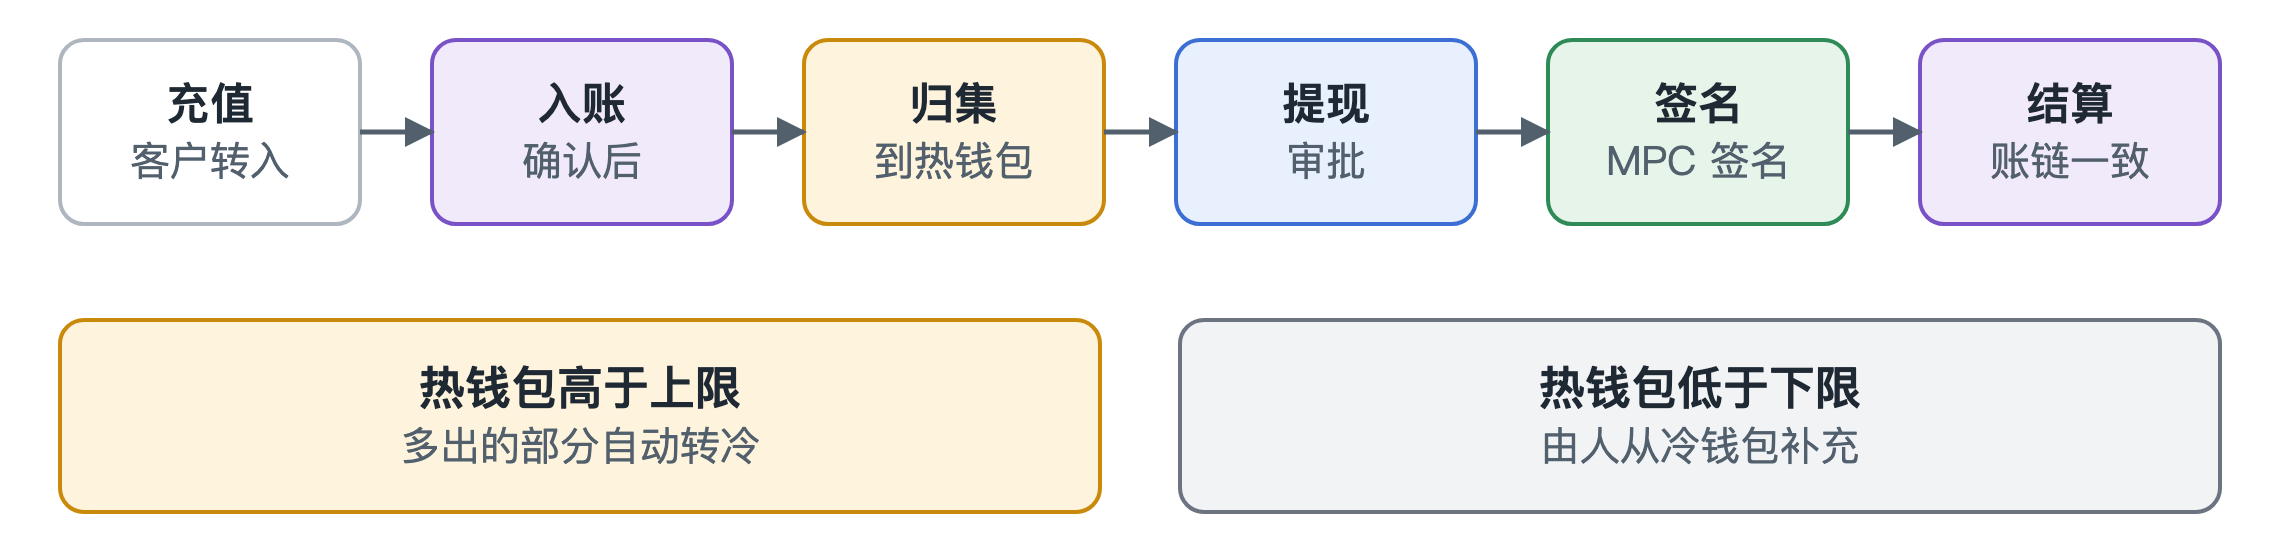 充值
客户转入
入账
确认后
归集
到热钱包
提现
审批
签名
MPC 签名
结算
账链一致
热钱包高于上限
多出的部分自动转冷
热钱包低于下限
由人从冷钱包补充